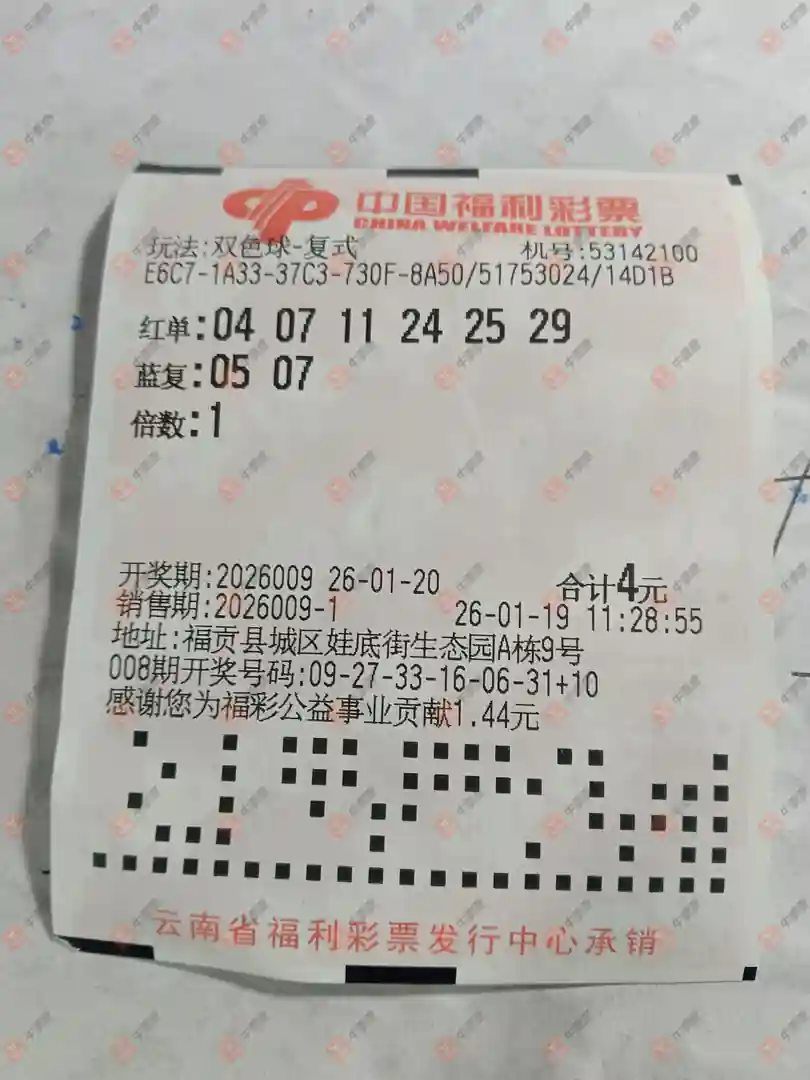 中国福利彩票
CHINA WELFARE LOTTERY
玩法:双色球-复式 机号:53142100
E6C7-1A33-37C3-730F-8A50/51753024/14D1B
红单:04 07 11 24 25 29
蓝复:05 07
倍数:1
开奖期:2026009 26-01-20 合计4元
销售期:2026009-1 26-01-19 11:28:55
地址:福贡县城区娃底街生态园A栋9号
008期开奖号码:09-27-33-16-06-31+10
感谢您为福彩公益事业贡献1.44元
云南省福利彩票发行中心承销